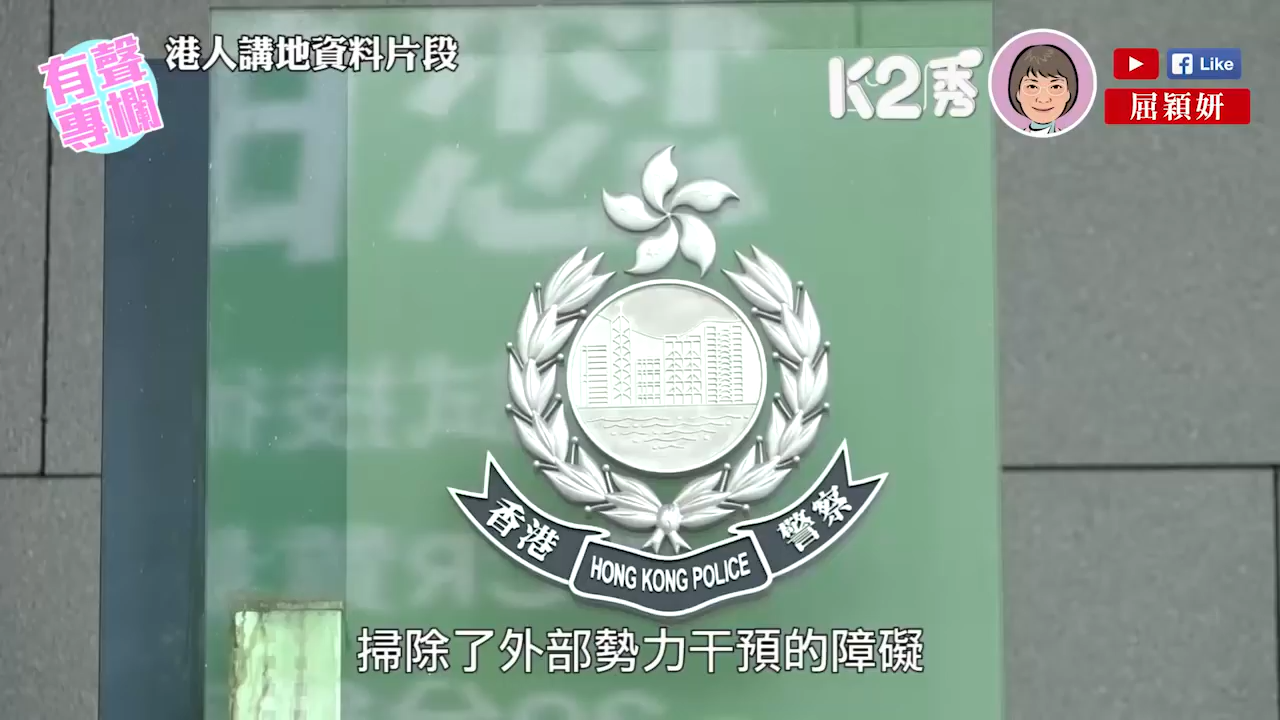 有聲
專欄
港人講地資料片段
K2秀
Like
屈穎妍
香港
HONG KONG POLICE
警察
掃除了外部勢力干預的障礙